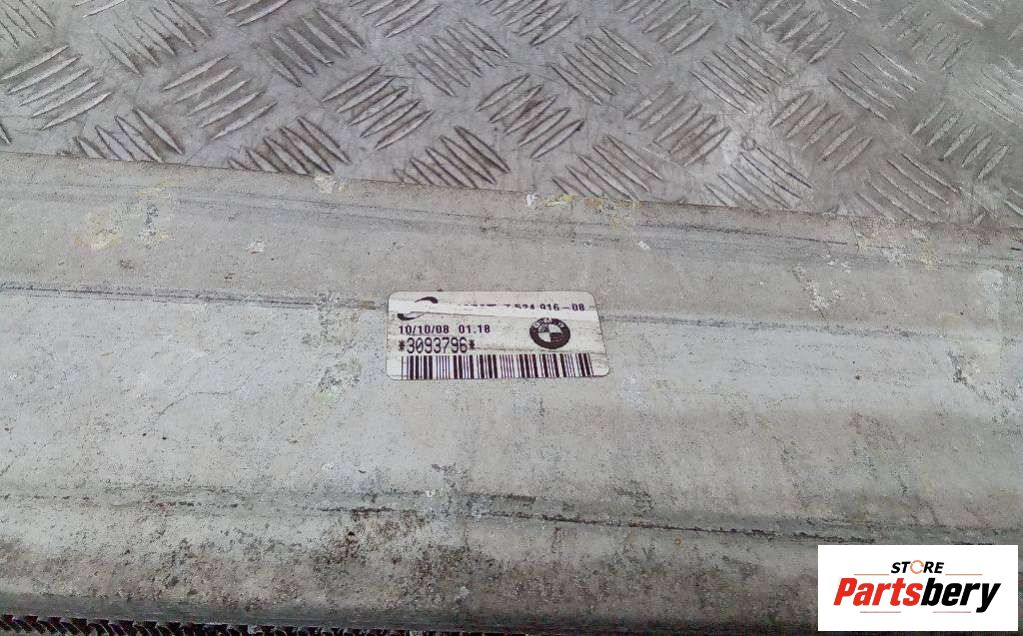 7 524 916-08
10/10/08 01.18
*3093796*
STORE
Partsbery